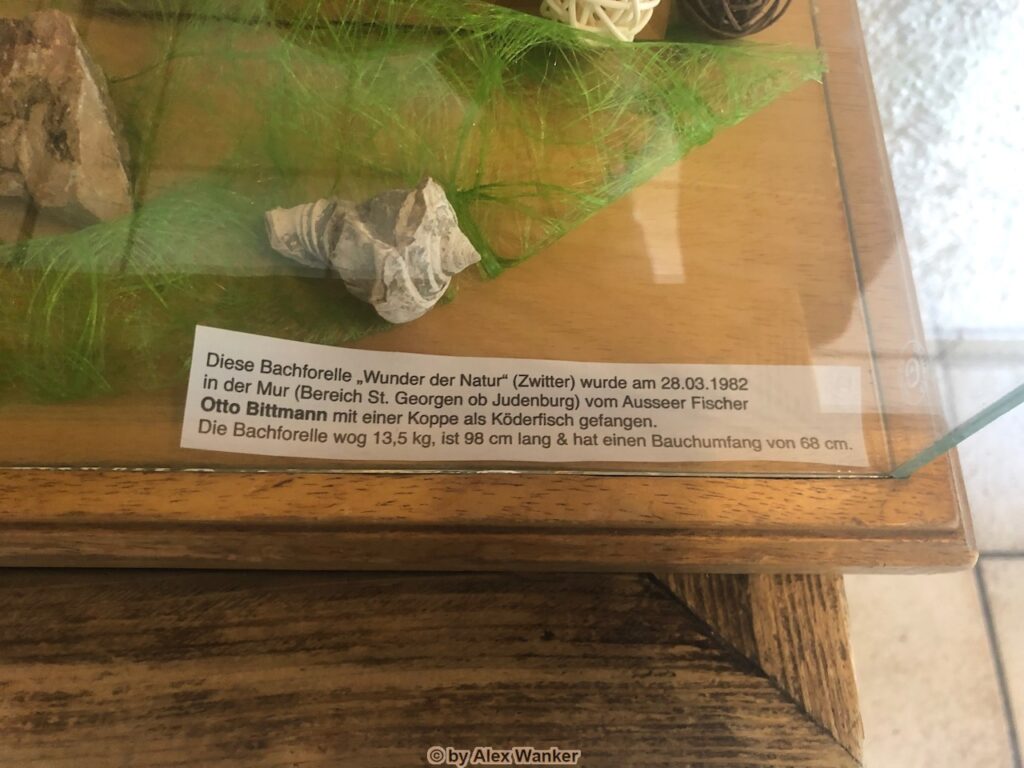 Diese Bachforelle „Wunder der Natur“ (Zwitter) wurde am 28.03.1982
in der Mur (Bereich St. Georgen ob Judenburg) vom Ausseer Fischer
Otto Bittmann mit einer Koppe als Köderfisch gefangen.
Die Bachforelle wog 13,5 kg, ist 98 cm lang & hat einen Bauchumfang von 68 cm.
© by Alex Wanker